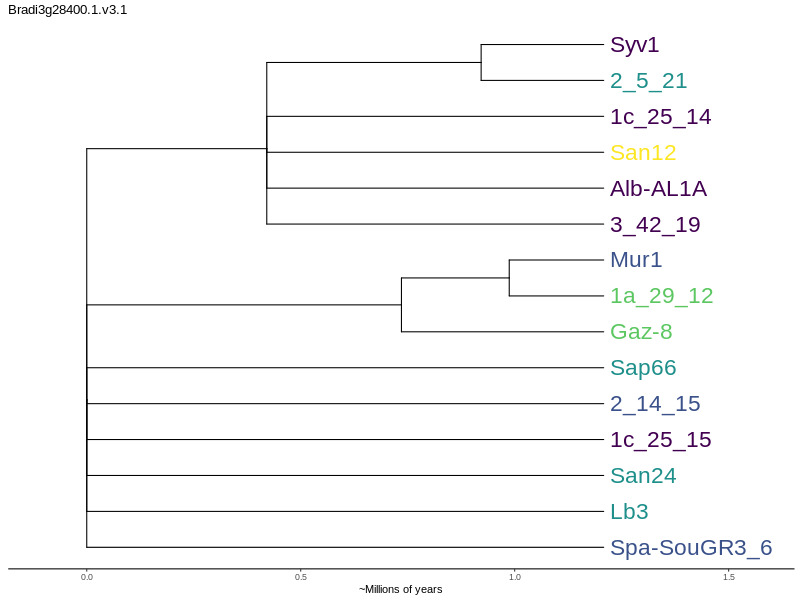 Bradi3g28400.1.v3.1
Syv1
2_5_21
1c_25_14
San12
Alb-AL1A
3_42_19
Mur1
1a_29_12
Gaz-8
Sap66
2_14_15
1c_25_15
San24
Lb3
Spa-SouGR3_6
0.0 0.5 1.0 1.5
~Millions of years